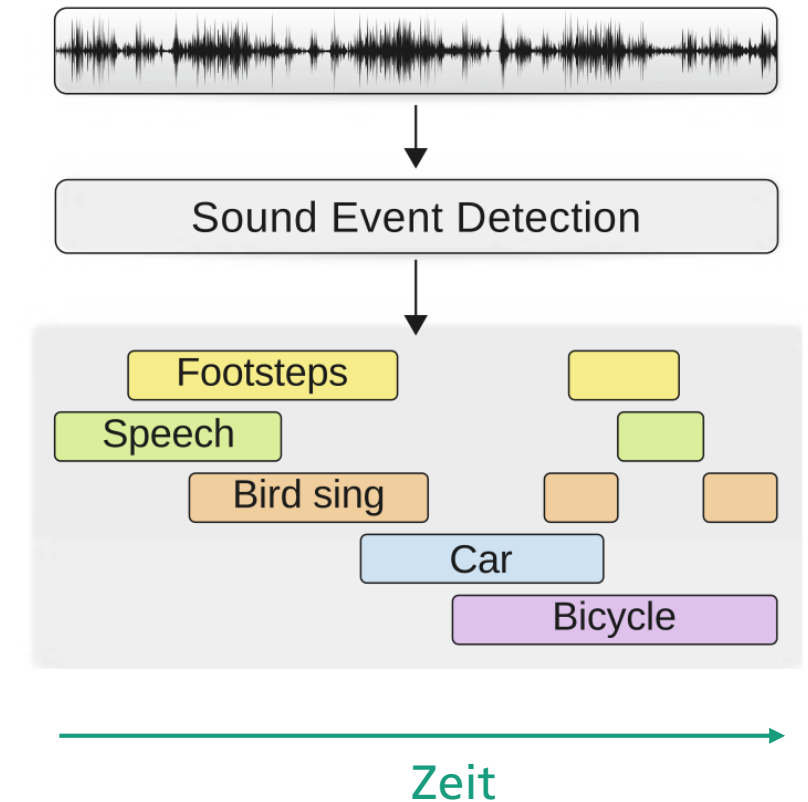 Sound Event Detection
Footsteps
Speech
Bird sing
Car
Bicycle
Zeit